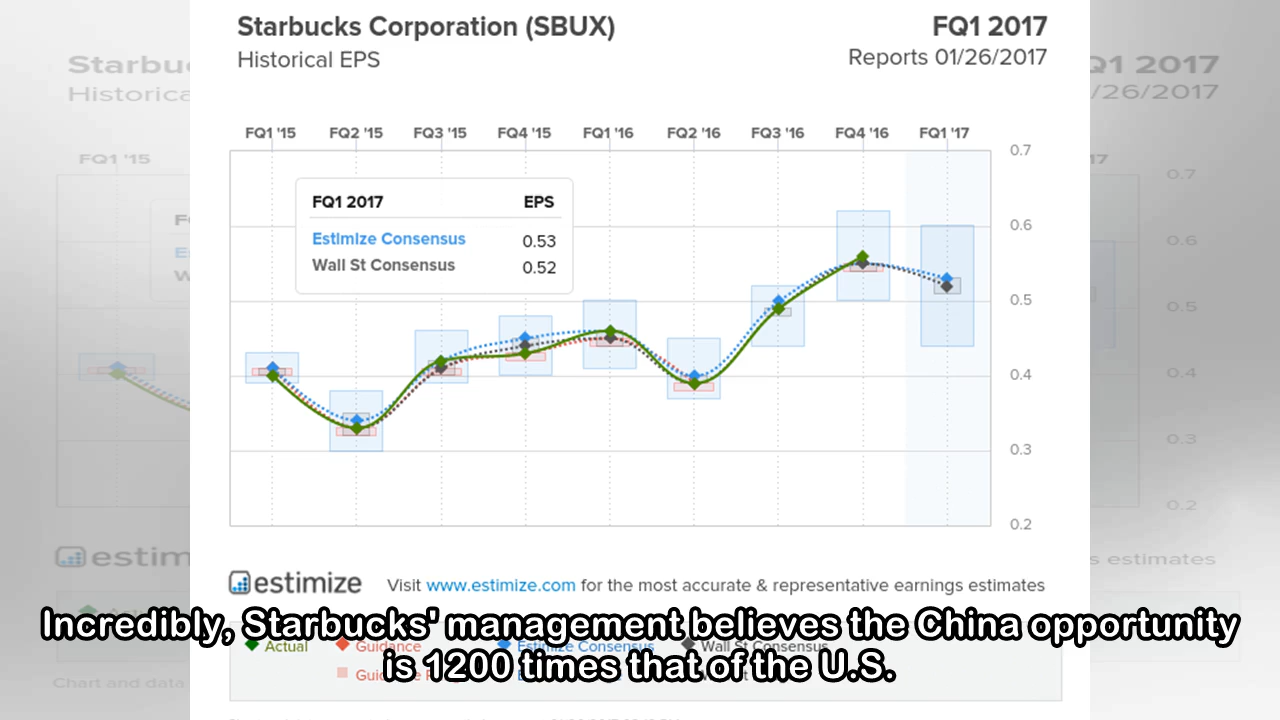 Starbucks Corporation (SBUX)
FQ1 2017
Historical EPS
Reports 01/26/2017
FQ1 '15 FQ2 '15 FQ3 '15 FQ4 '15 FQ1 '16 FQ2 '16 FQ3 '16 FQ4 '16 FQ1 '17
0.7
FQ1 2017 EPS
Estimize Consensus 0.53
Wall St Consensus 0.52
0.6
0.5
0.4
0.3
0.2
estimize
Visit www.estimize.com for the most accurate & representative earnings estimates
Incredibly, Starbucks' management believes the China opportunity
is 1200 times that of the U.S.
Actual Guidance Estimize Consensus Wall St Consensus